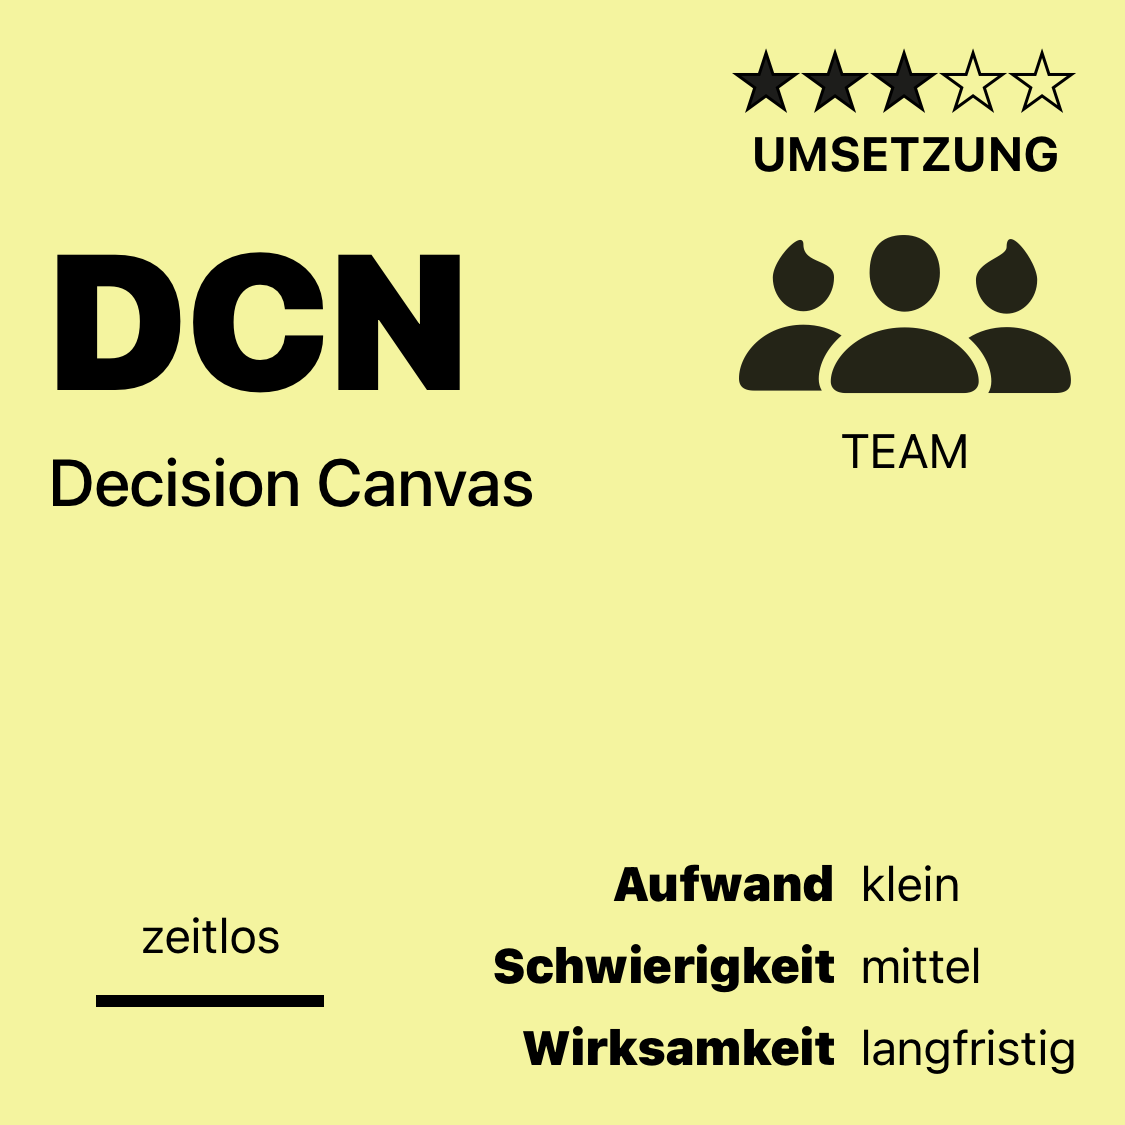 ★★★☆☆
UMSETZUNG
DCN
Decision Canvas
TEAM
zeitlos
Aufwand klein
Schwierigkeit mittel
Wirksamkeit langfristig